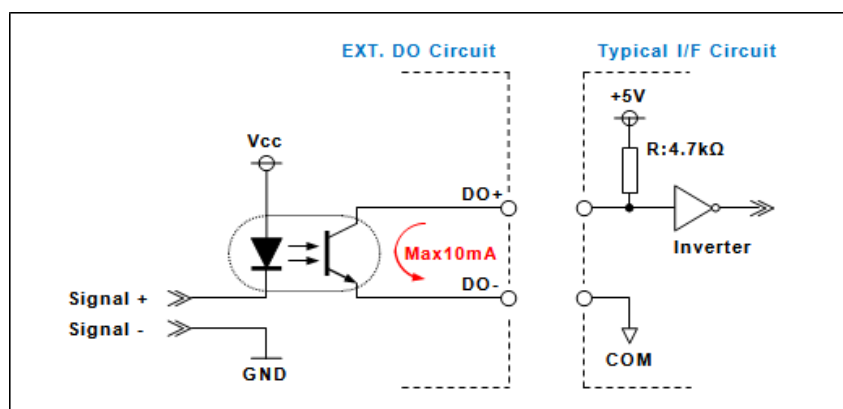 EXT. DO Circuit
Typical I/F Circuit
+5V
Vcc
R:4.7kΩ
DO+
Inverter
Max10mA
DO-
Signal +
Signal -
COM
GND